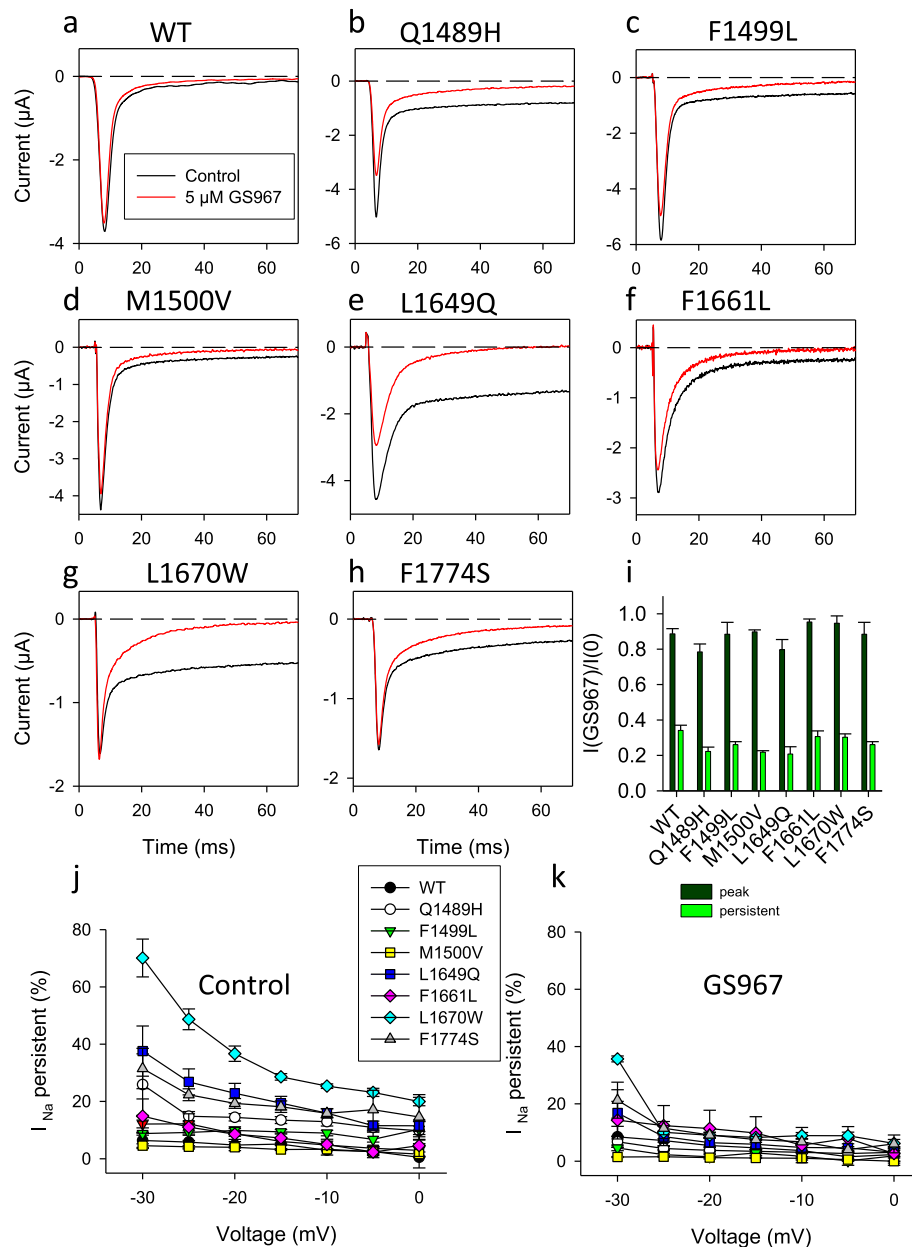 a WT
b Q1489H
c F1499L
Current (µA)
0
-2
-4
0 20 40 60
Control
5 µM GS967
0
-2
-4
-6
0 20 40 60
0
-2
-4
-6
0 20 40 60
d M1500V
e L1649Q
f F1661L
Current (µA)
0
-1
-2
-3
-4
0 20 40 60
0
-2
-4
0 20 40 60
0
-1
-2
-3
0 20 40 60
g L1670W
h F1774S
i
Current (µA)
0
-1
-2
0 20 40 60
Time (ms)
0
-1
-2
0 20 40 60
Time (ms)
I(GS967)/I(0)
1.0
0.8
0.6
0.4
0.2
0.0
WT
Q1489H
F1499L
M1500V
L1649Q
F1661L
L1670W
F1774S
peak
persistent
j
Control
I Na persistent (%)
80
60
40
20
0
-30 -20 -10 0
Voltage (mV)
WT
Q1489H
F1499L
M1500V
L1649Q
F1661L
L1670W
F1774S
k
GS967
I Na persistent (%)
80
60
40
20
0
-30 -20 -10 0
Voltage (mV)